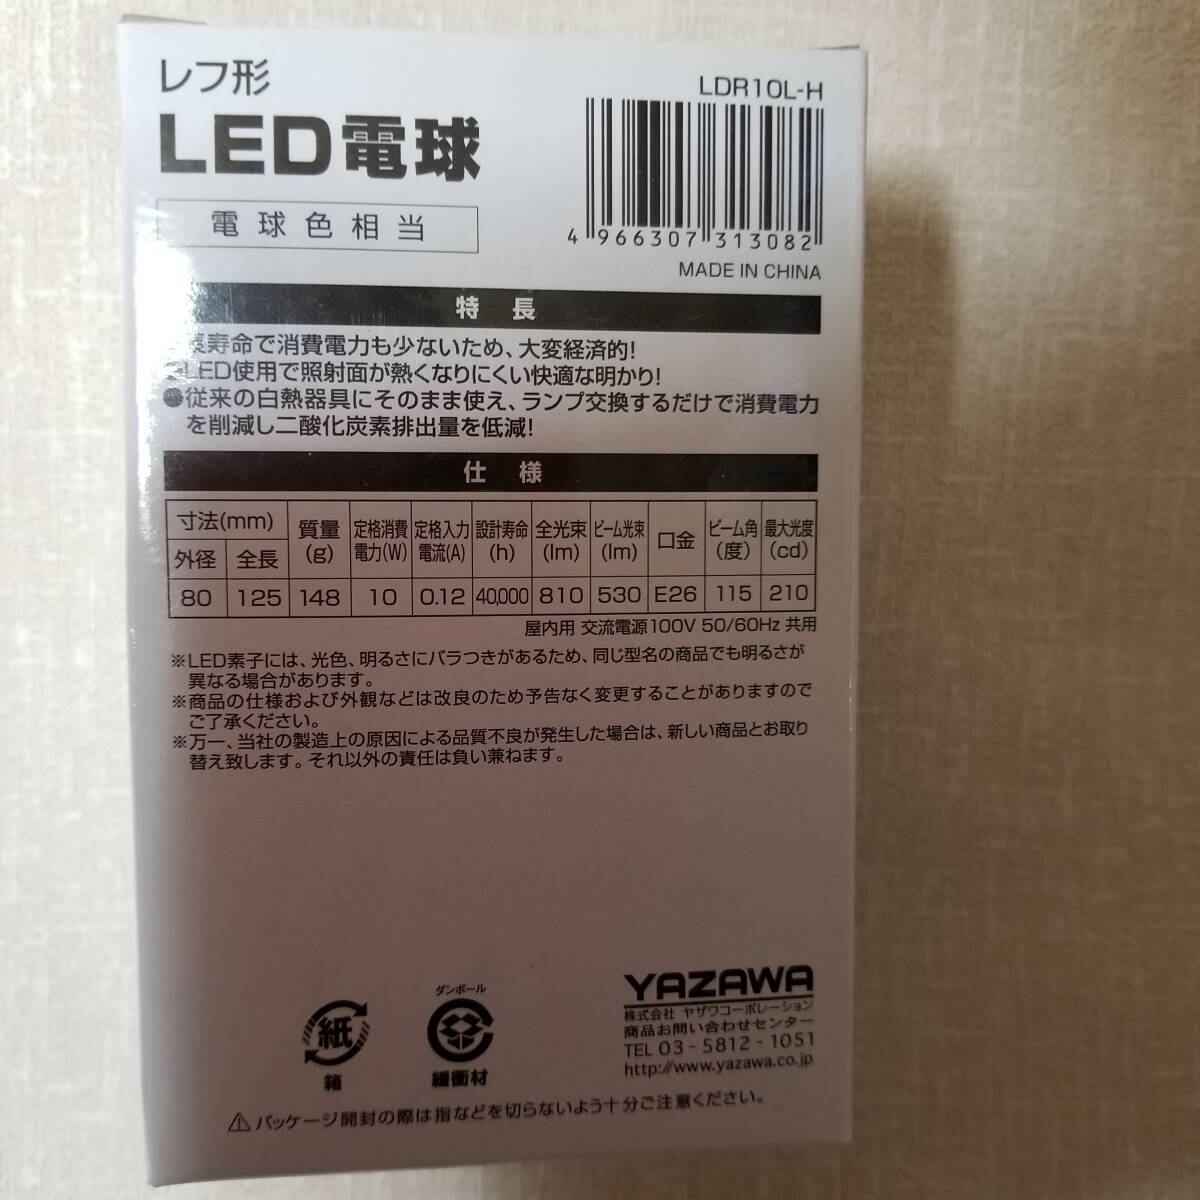 レフ形
LDR10L-H
LED電球
電球色相当
4 966307 313082
MADE IN CHINA
特長
長寿命で消費電力も少ないため、大変経済的!
●LED使用で照射面が熱くなりにくい快適な明かり!
●従来の白熱器具にそのまま使え、ランプ交換するだけで消費電力
を削減し二酸化炭素排出量を低減!
仕様
寸法(mm) 質量(g) 定格消費電力(W) 定格入力電流(A) 設計寿命(h) 全光束(lm) ビーム光束(lm) 口金 ビーム角(度) 最大光度(cd)
外径 全長
80 125 148 10 0.12 40,000 810 530 E26 115 210
屋内用 交流電源100V 50/60Hz 共用
※LED素子には、光色、明るさにバラつきがあるため、同じ型名の商品でも明るさが
異なる場合があります。
※商品の仕様および外観などは改良のため予告なく変更することがありますので
ご了承ください。
※万一、当社の製造上の原因による品質不良が発生した場合は、新しい商品とお取り
替え致します。それ以外の責任は負い兼ねます。
紙
箱
ダンボール
緩衝材
YAZAWA
株式会社 ヤザワコーポレーション
商品お問い合わせセンター
TEL 03-5812-1051
http://www.yazawa.co.jp
⚠パッケージ開封の際は指などを切らないよう十分ご注意ください。